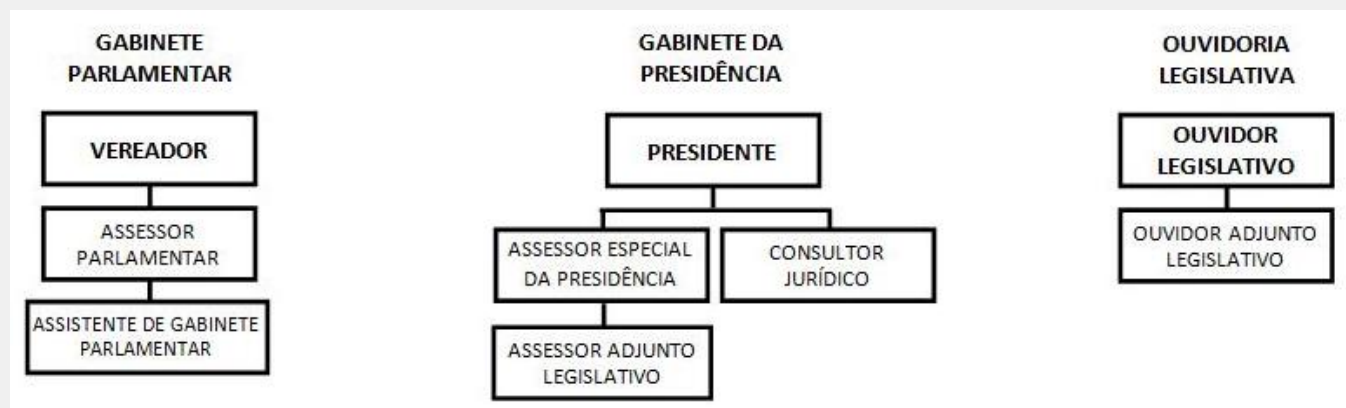 GABINETE
PARLAMENTAR
VEREADOR
ASSESSOR
PARLAMENTAR
ASSISTENTE DE GABINETE
PARLAMENTAR
GABINETE DA
PRESIDÊNCIA
PRESIDENTE
ASSESSOR ESPECIAL
DA PRESIDÊNCIA
CONSULTOR
JURÍDICO
ASSESSOR ADJUNTO
LEGISLATIVO
OUVIDORIA
LEGISLATIVA
OUVIDOR
LEGISLATIVO
OUVIDOR ADJUNTO
LEGISLATIVO